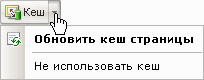 Кеш
Обновить кеш страницы
Не использовать кеш